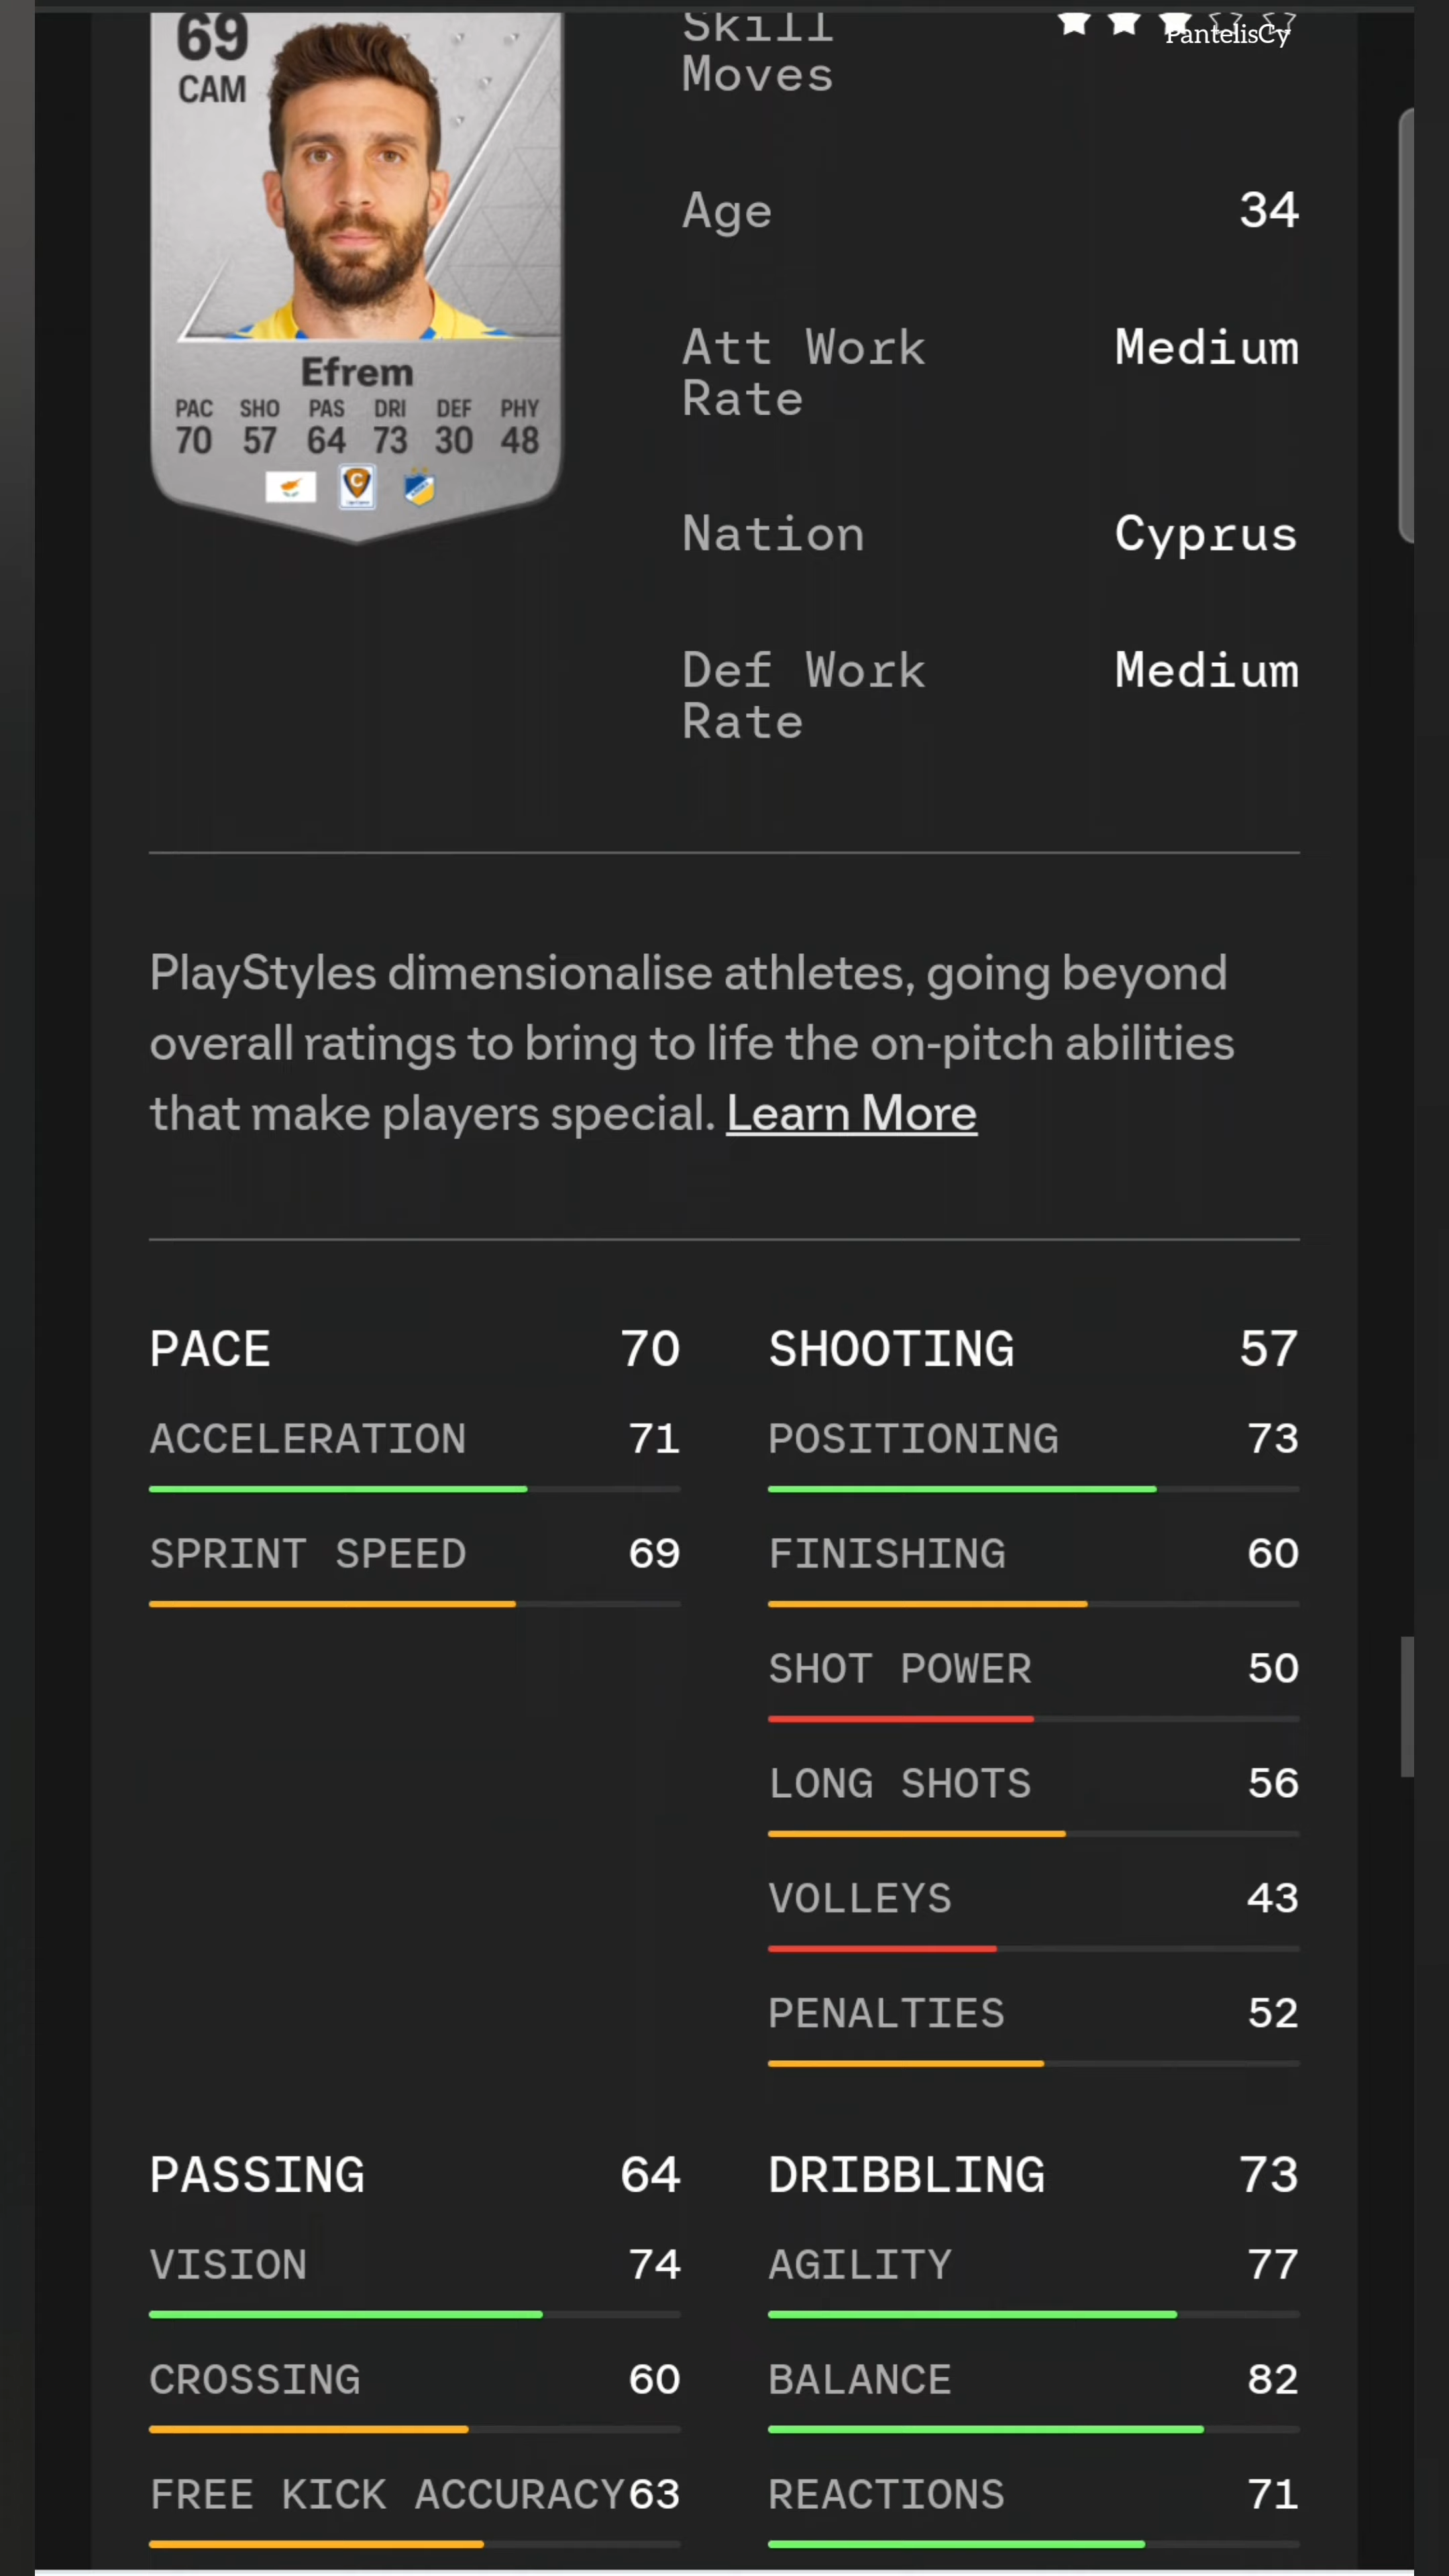 69
CAM
Efrem
PAC SHO PAS DRI DEF PHY
70 57 64 73 30 48
Skill Moves
PantelisCy
Age 34
Att Work Rate Medium
Nation Cyprus
Def Work Rate Medium
PlayStyles dimensionalise athletes, going beyond
overall ratings to bring to life the on-pitch abilities
that make players special. Learn More
PACE 70
ACCELERATION 71
SPRINT SPEED 69
SHOOTING 57
POSITIONING 73
FINISHING 60
SHOT POWER 50
LONG SHOTS 56
VOLLEYS 43
PENALTIES 52
PASSING 64
VISION 74
CROSSING 60
FREE KICK ACCURACY 63
DRIBBLING 73
AGILITY 77
BALANCE 82
REACTIONS 71